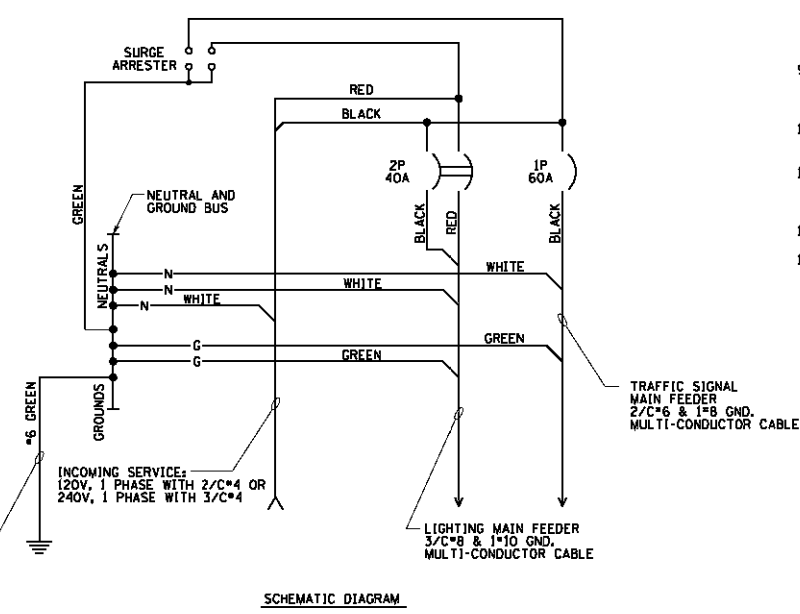 SURGE
ARRESTER
RED
BLACK
2P
40A
1P
60A
GREEN
NEUTRAL AND
GROUND BUS
BLACK
RED
BLACK
NEUTRALS
N
WHITE
N
WHITE
N
WHITE
G
GREEN
G
GREEN
GROUNDS
#6 GREEN
TRAFFIC SIGNAL
MAIN FEEDER
2/C#6 & 1#8 GND.
MULTI-CONDUCTOR CABLE
INCOMING SERVICE:
120V, 1 PHASE WITH 2/C#4 OR
240V, 1 PHASE WITH 3/C#4
LIGHTING MAIN FEEDER
3/C#8 & 1#10 GND.
MULTI-CONDUCTOR CABLE
SCHEMATIC DIAGRAM